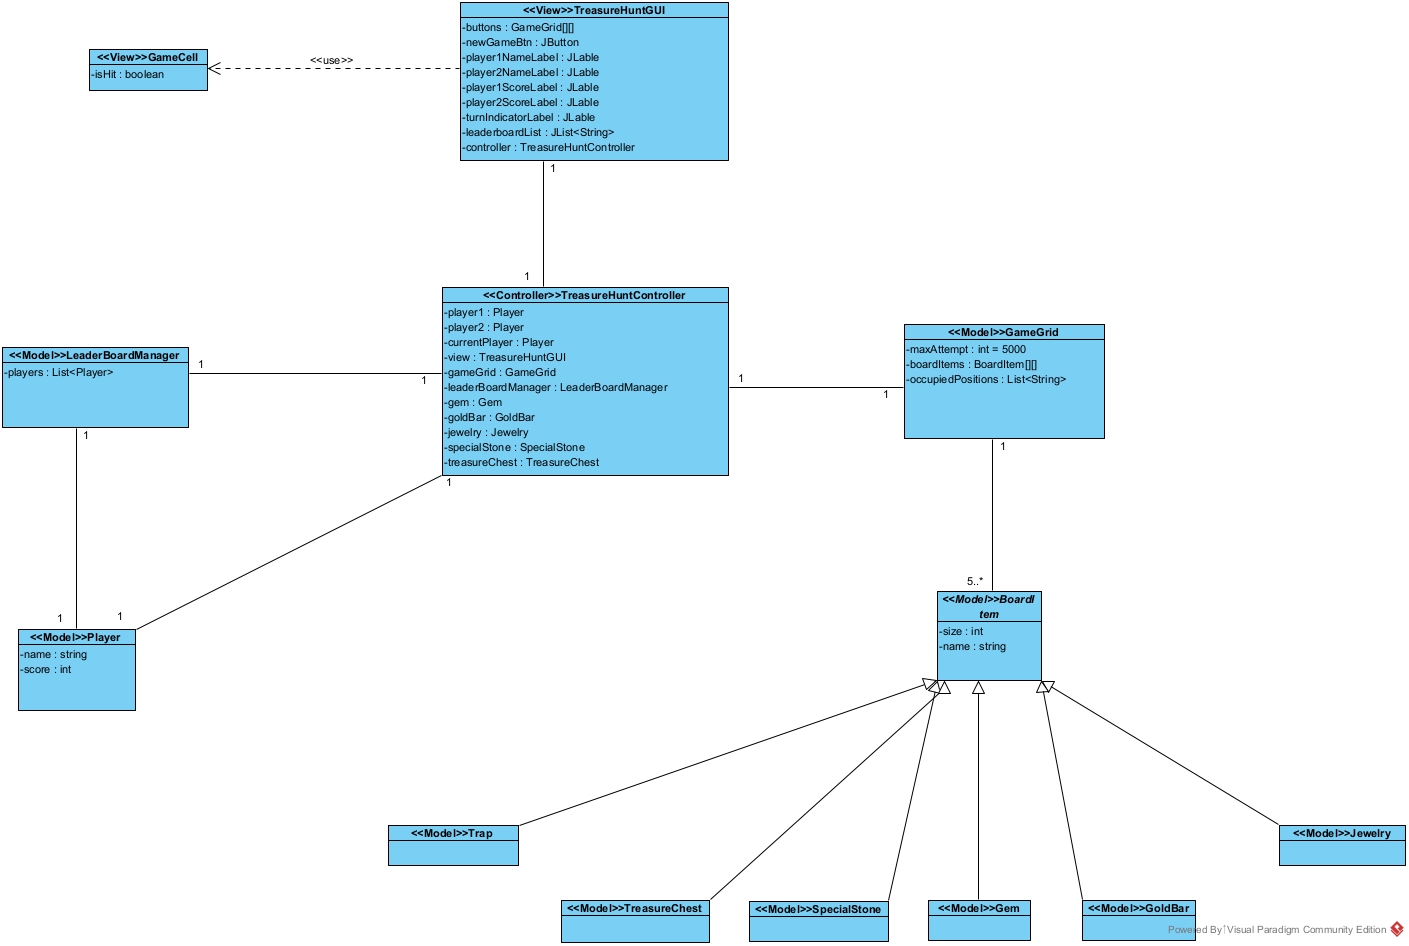 <<View>>TreasureHuntGUI
-buttons : GameGrid[][]
-newGameBtn : JButton
-player1NameLabel : JLable
-player2NameLabel : JLable
-player1ScoreLabel : JLable
-player2ScoreLabel : JLable
-turnIndicatorLabel : JLable
-leaderboardList : JList<String>
-controller : TreasureHuntController
<<View>>GameCell
-isHit : boolean
<<use>>
1
1
<<Controller>>TreasureHuntController
-player1 : Player
-player2 : Player
-currentPlayer : Player
-view : TreasureHuntGUI
-gameGrid : GameGrid
-leaderBoardManager : LeaderBoardManager
-gem : Gem
-goldBar : GoldBar
-jewelry : Jewelry
-specialStone : SpecialStone
-treasureChest : TreasureChest
<<Model>>LeaderBoardManager
-players : List<Player>
1
1
1
1
<<Model>>GameGrid
-maxAttempt : int = 5000
-boardItems : BoardItem[][]
-occupiedPositions : List<String>
1
1
1
5..*
1
1
<<Model>>Player
-name : string
-score : int
<<Model>>BoardI
tem
-size : int
-name : string
<<Model>>Trap
<<Model>>Jewelry
<<Model>>TreasureChest
<<Model>>SpecialStone
<<Model>>Gem
<<Model>>GoldBar
Powered By Visual Paradigm Community Edition